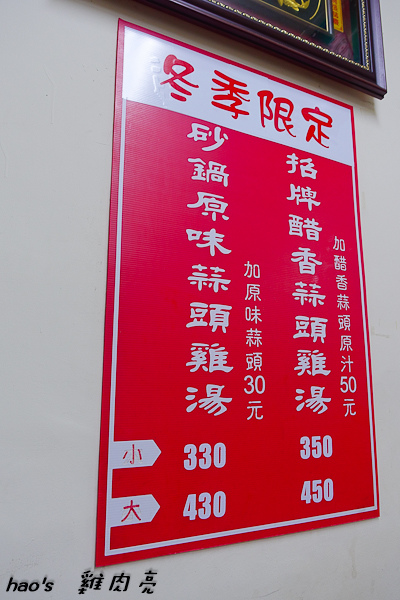 冬季限定
招牌醋香蒜頭雞湯
加醋香蒜頭原汁50元
砂鍋原味蒜頭雞湯
加原味蒜頭30元
小 330 350
大 430 450
hao's 雞肉亮